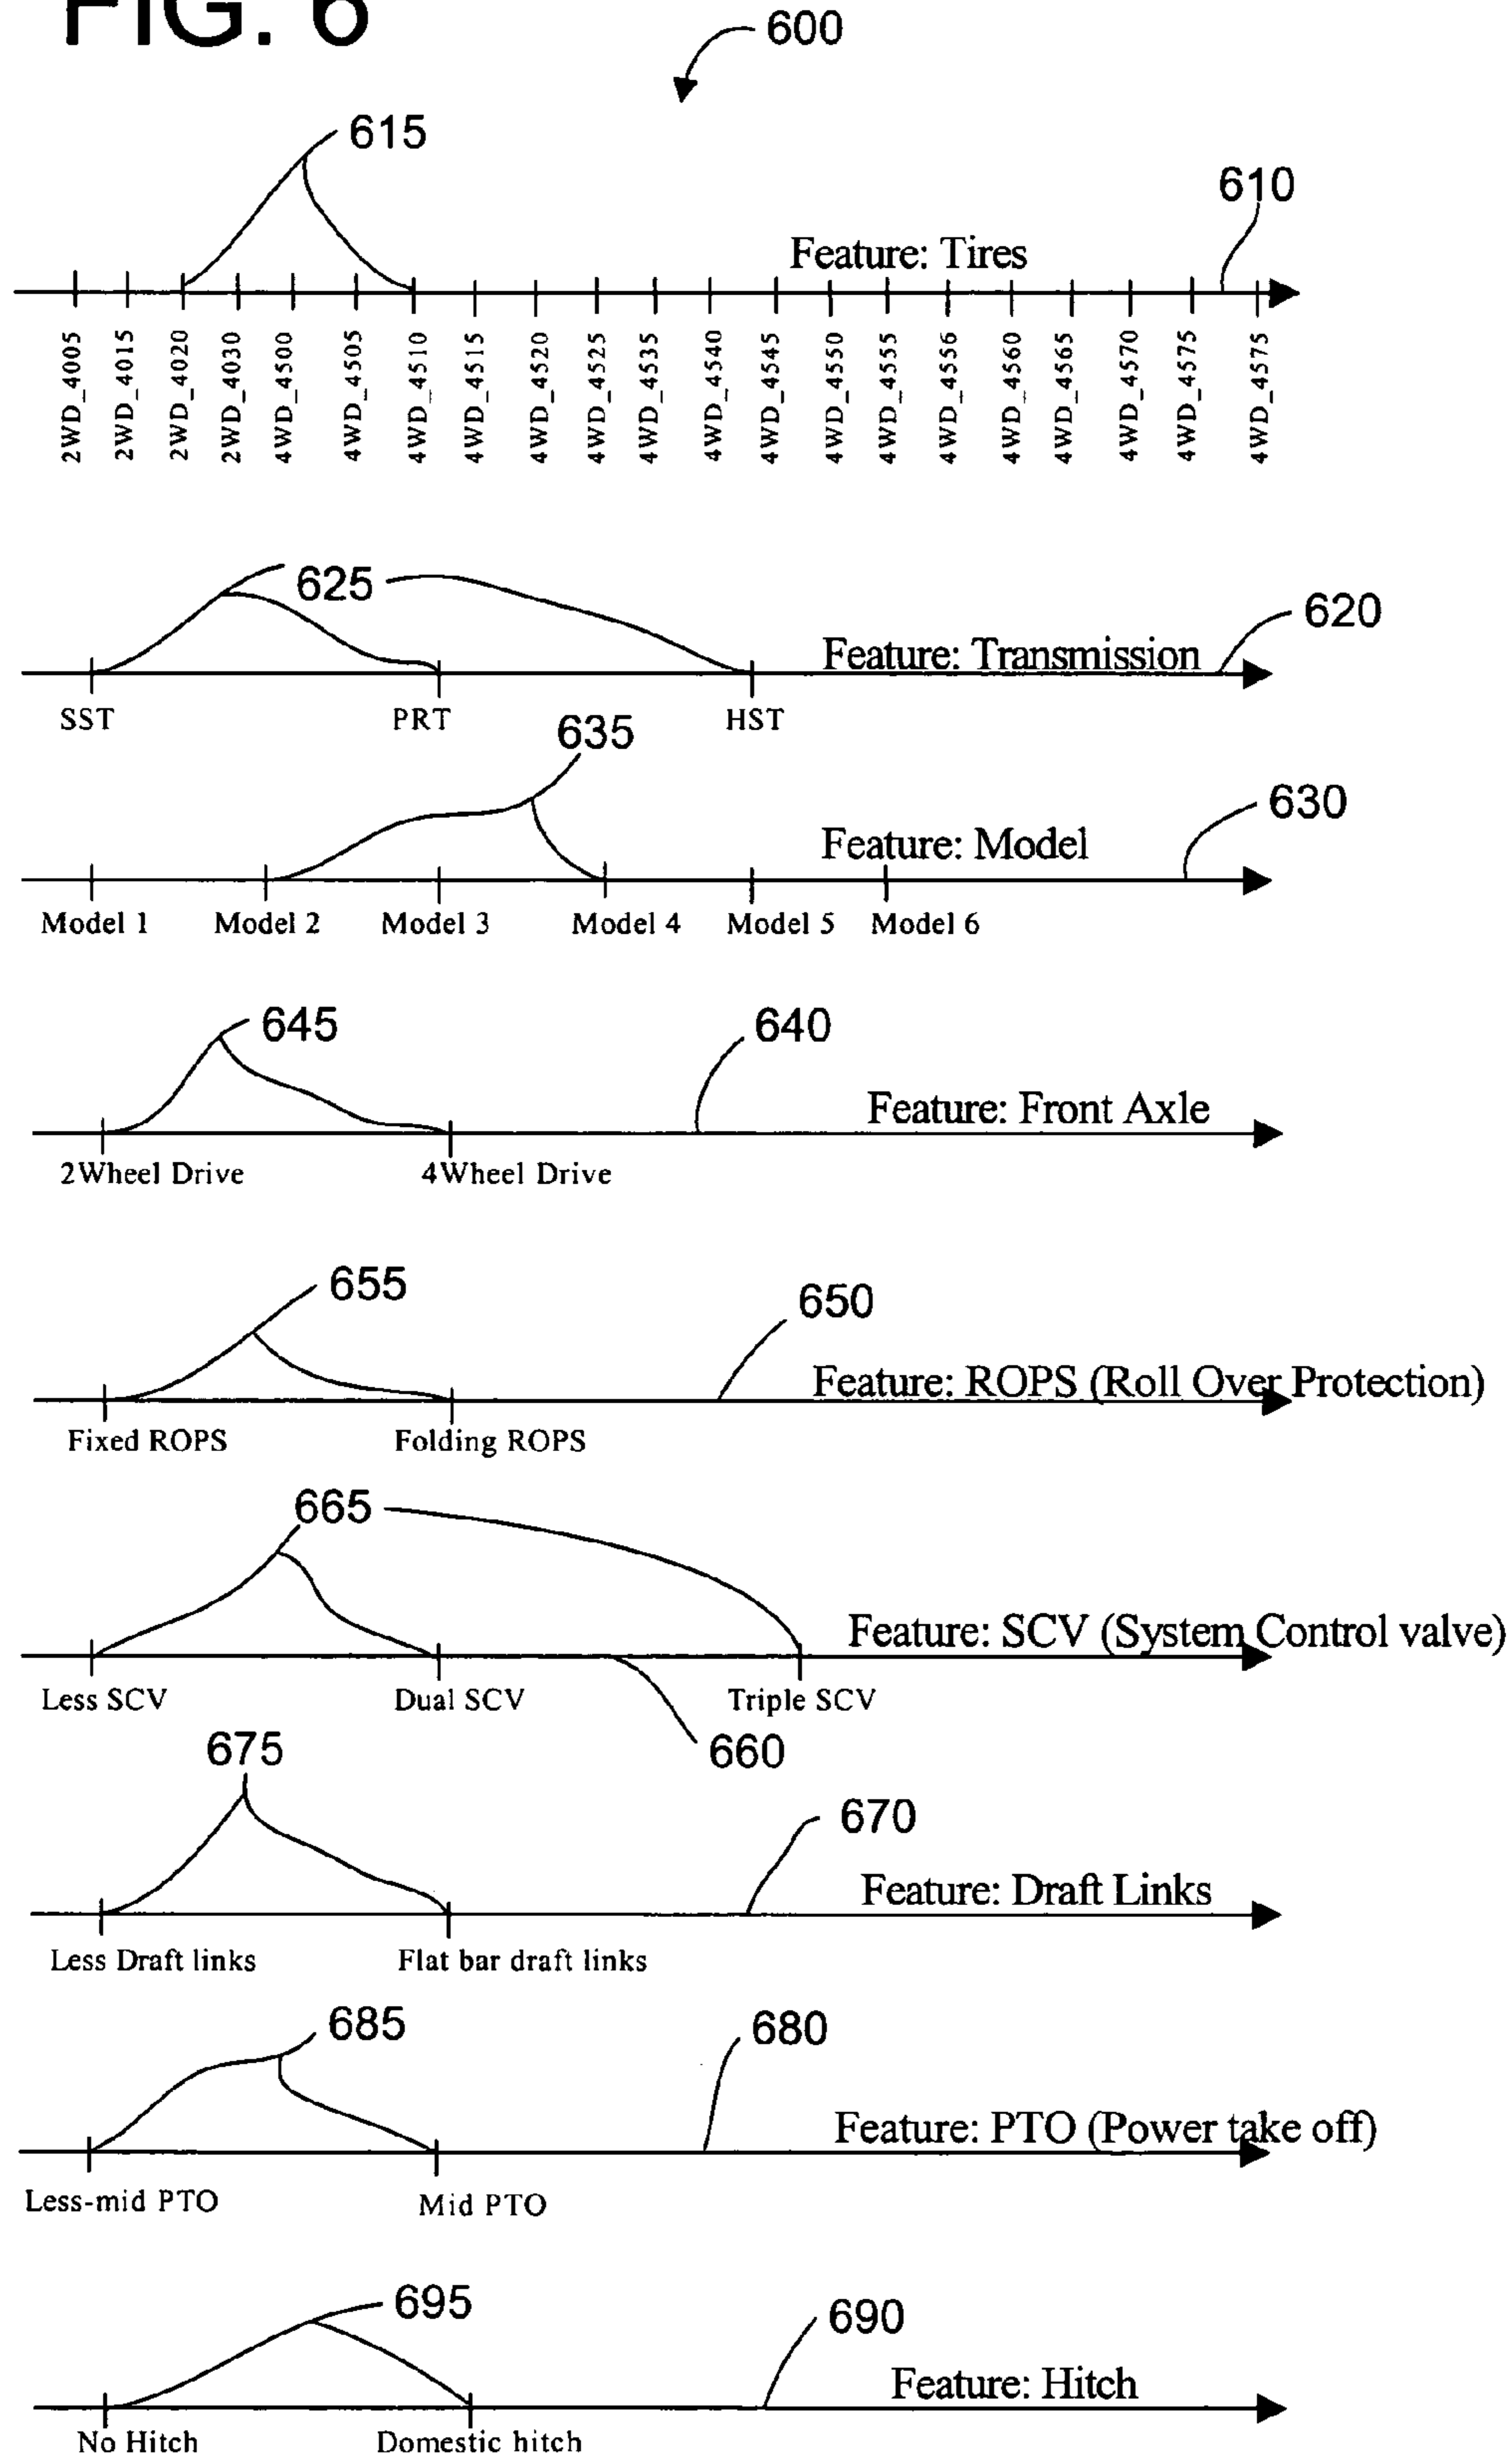 FIG. 6
600
615
610
Feature: Tires
2WD_4005
2WD_4015
2WD_4020
2WD_4030
4WD_4500
4WD_4505
4WD_4510
4WD_4515
4WD_4520
4WD_4525
4WD_4535
4WD_4540
4WD_4545
4WD_4550
4WD_4555
4WD_4556
4WD_4560
4WD_4565
4WD_4570
4WD_4575
4WD_4575
625
620
Feature: Transmission
SST PRT HST
635
630
Feature: Model
Model 1 Model 2 Model 3 Model 4 Model 5 Model 6
645
640
Feature: Front Axle
2Wheel Drive 4Wheel Drive
655
650
Feature: ROPS (Roll Over Protection)
Fixed ROPS Folding ROPS
665
Feature: SCV (System Control valve)
Less SCV Dual SCV Triple SCV
660
675
670
Feature: Draft Links
Less Draft links Flat bar draft links
685
680
Feature: PTO (Power take off)
Less-mid PTO Mid PTO
695
690
Feature: Hitch
No Hitch Domestic hitch